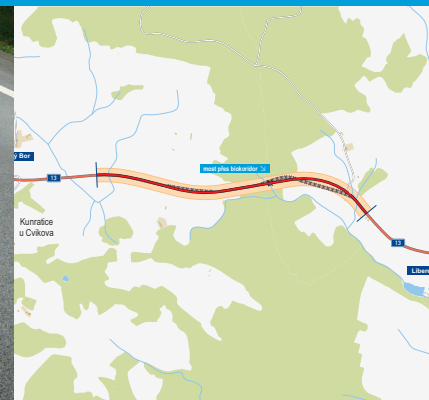 ý Bor
13
most přes biokoridor
Kunratice
u Cvikova
13
Liber